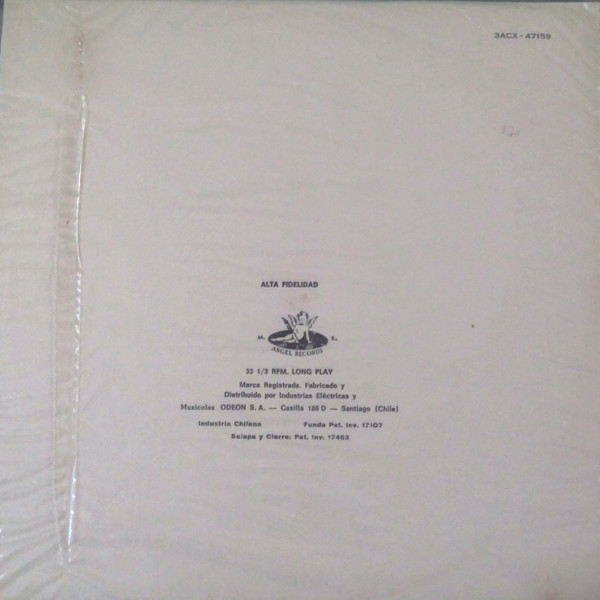 3ACX - 47159
ALTA FIDELIDAD
M. R.
ANGEL RECORDS
33 1/3 RPM. LONG PLAY
Marca Registrada. Fabricado y
Distribuido por Industrias Eléctricas y
Musicales ODEON S. A. — Casilla 188 D — Santiago (Chile)
Industria Chilena Funda Pat. Inv. 17107
Solapa y Cierre: Pat. Inv. 17463